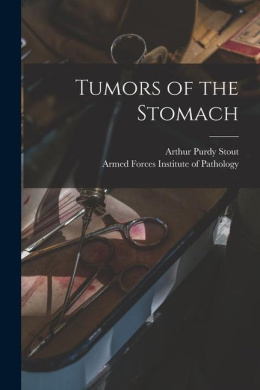 Tumors of the
Stomach
Arthur Purdy Stout
Armed Forces Institute of Pathology